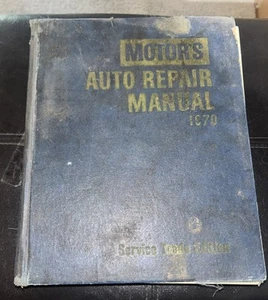 MOTOR'S
AUTO REPAIR
MANUAL
1970
Service Trade Edition